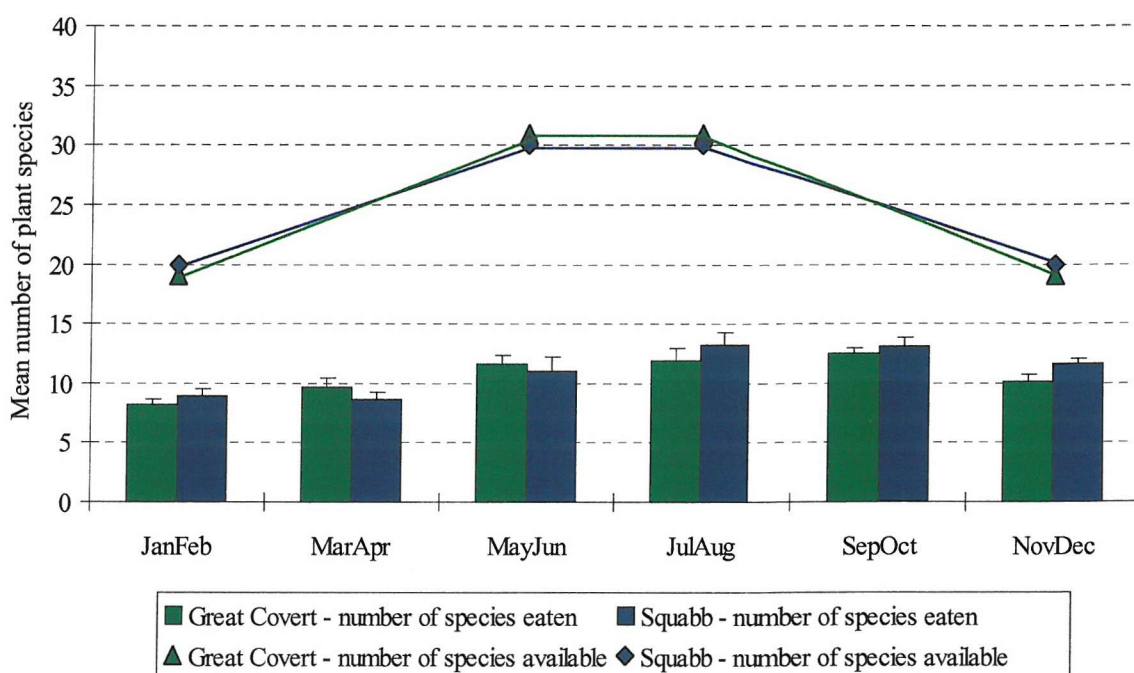 40
35
30
25
20
15
10
5
0
Mean number of plant species
JanFeb MarApr MayJun JulAug SepOct NovDec
Great Covert - number of species eaten Squabb - number of species eaten
Great Covert - number of species available Squabb - number of species available